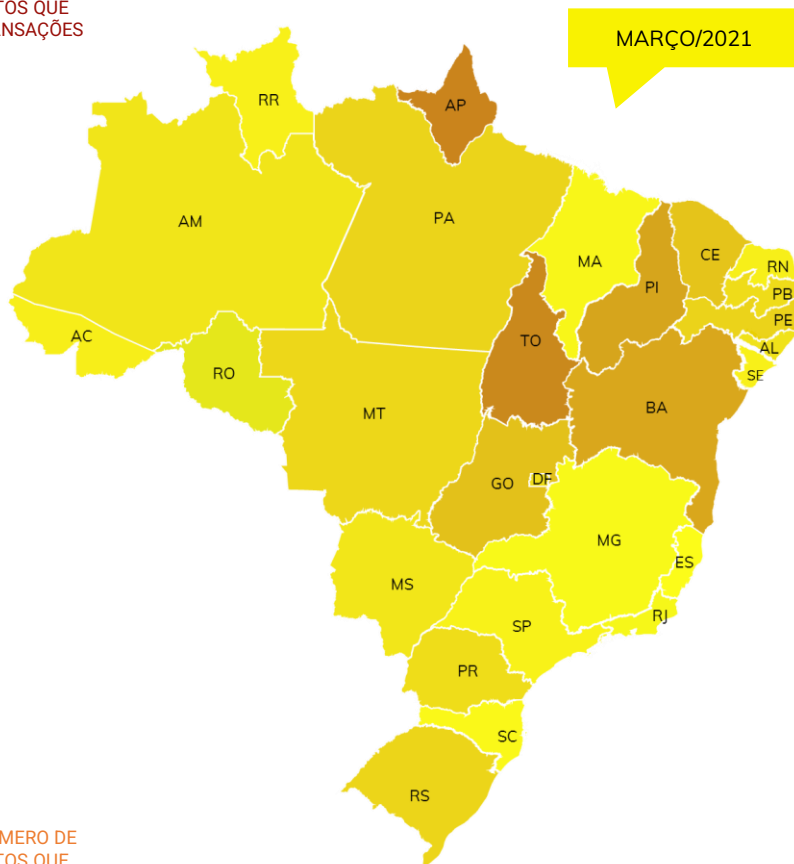 TOS QUE
NSAÇÕES
MARÇO/2021
RR
AP
AM
PA
MA
CE
RN
PI
PB
PE
AC
TO
AL
RO
SE
MT
BA
GO
DF
MG
ES
MS
RJ
SP
PR
SC
RS
MERO DE
TOS QUE